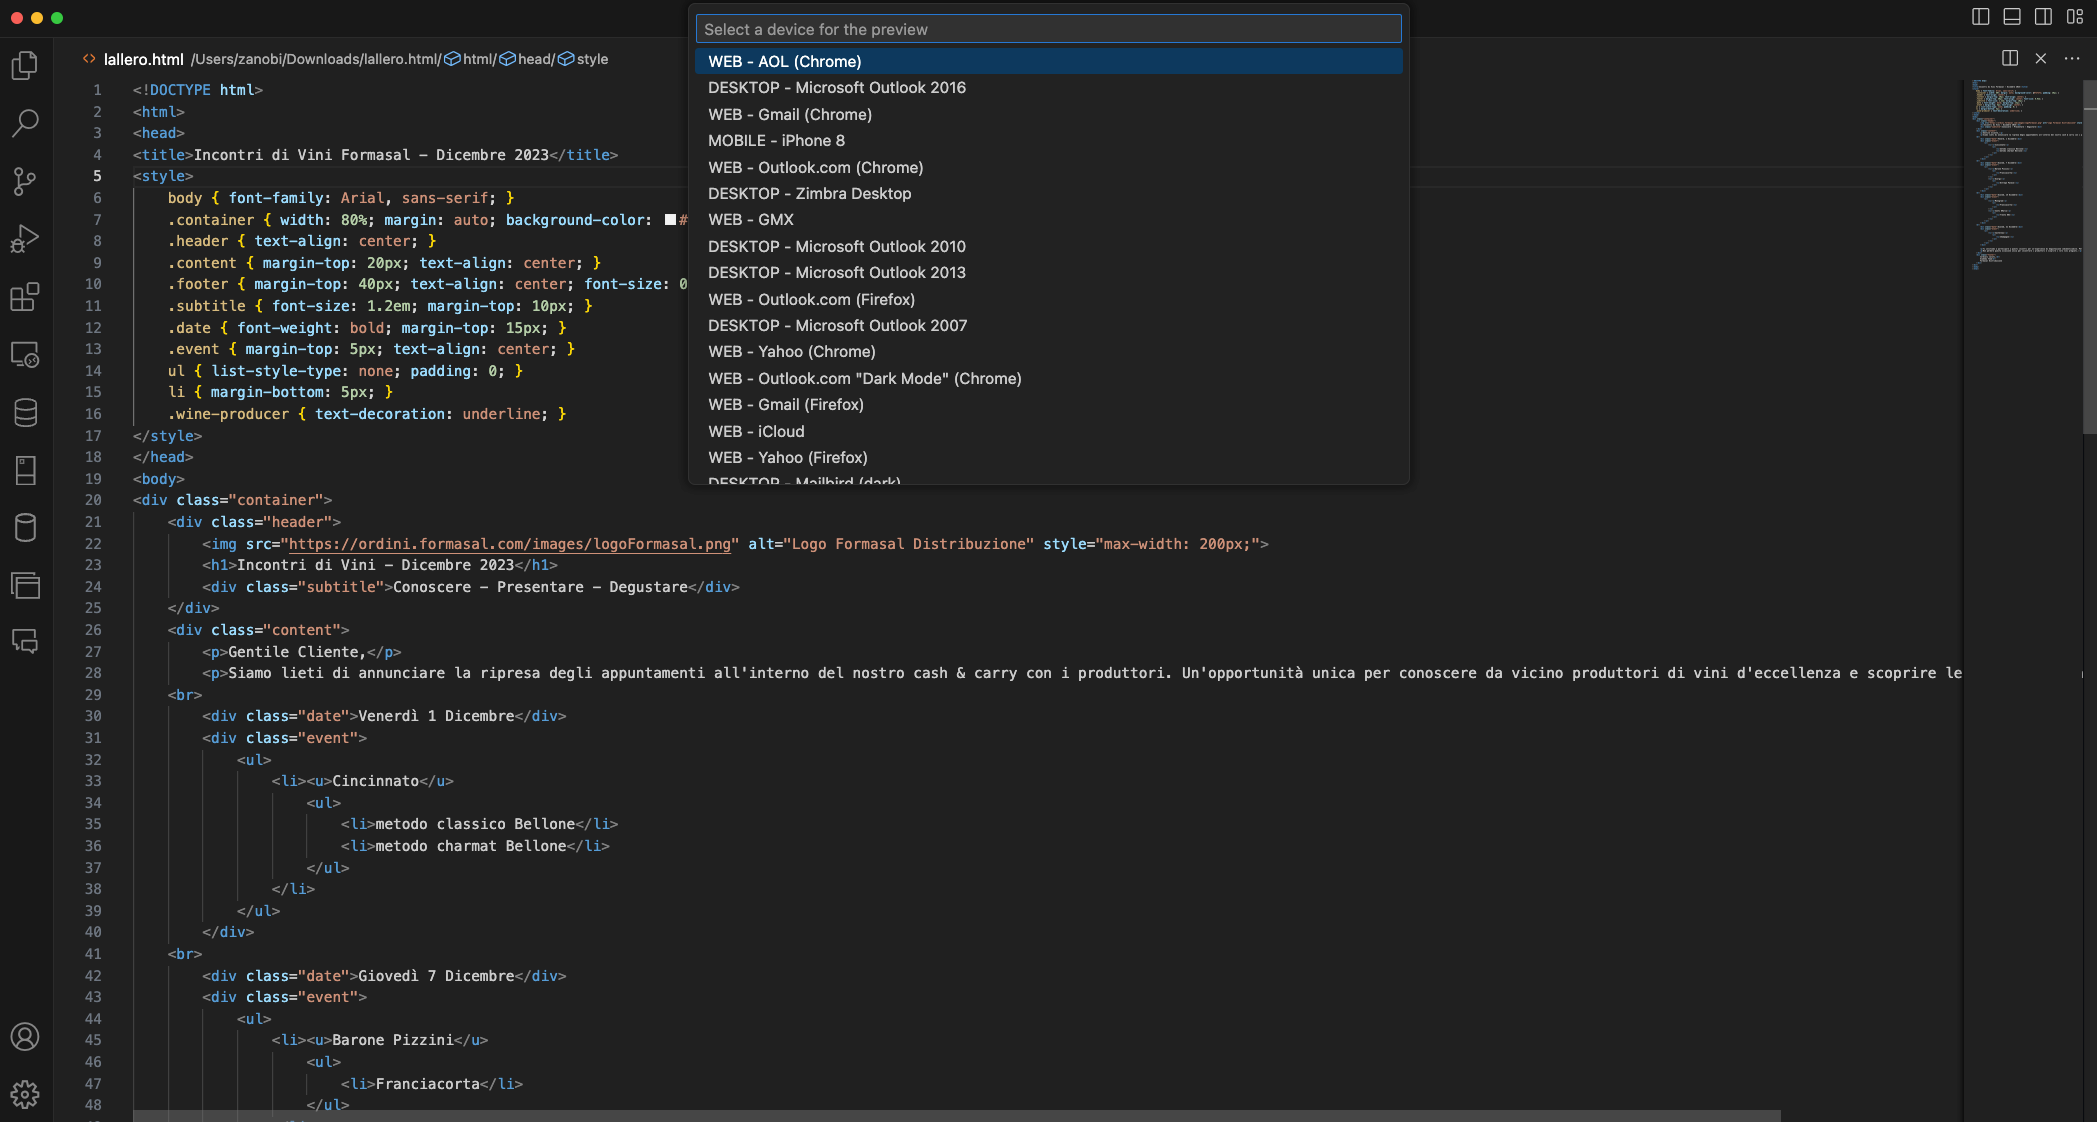 Select a device for the preview
WEB - AOL (Chrome)
DESKTOP - Microsoft Outlook 2016
WEB - Gmail (Chrome)
MOBILE - iPhone 8
WEB - Outlook.com (Chrome)
DESKTOP - Zimbra Desktop
WEB - GMX
DESKTOP - Microsoft Outlook 2010
DESKTOP - Microsoft Outlook 2013
WEB - Outlook.com (Firefox)
DESKTOP - Microsoft Outlook 2007
WEB - Yahoo (Chrome)
WEB - Outlook.com "Dark Mode" (Chrome)
WEB - Gmail (Firefox)
WEB - iCloud
WEB - Yahoo (Firefox)
DESKTOP - Mailbird (dark)
<> lallero.html /Users/zanobi/Downloads/lallero.html/ html/ head/ style
1 <!DOCTYPE html>
2 <html>
3 <head>
4 <title>Incontri di Vini Formasal - Dicembre 2023</title>
5 <style>
6 body { font-family: Arial, sans-serif; }
7 .container { width: 80%; margin: auto; background-color: #
8 .header { text-align: center; }
9 .content { margin-top: 20px; text-align: center; }
10 .footer { margin-top: 40px; text-align: center; font-size: 0
11 .subtitle { font-size: 1.2em; margin-top: 10px; }
12 .date { font-weight: bold; margin-top: 15px; }
13 .event { margin-top: 5px; text-align: center; }
14 ul { list-style-type: none; padding: 0; }
15 li { margin-bottom: 5px; }
16 .wine-producer { text-decoration: underline; }
17 </style>
18 </head>
19 <body>
20 <div class="container">
21 <div class="header">
22 <img src="https://ordini.formasal.com/images/logoFormasal.png" alt="Logo Formasal Distribuzione" style="max-width: 200px;">
23 <h1>Incontri di Vini - Dicembre 2023</h1>
24 <div class="subtitle">Conoscere - Presentare - Degustare</div>
25 </div>
26 <div class="content">
27 <p>Gentile Cliente,</p>
28 <p>Siamo lieti di annunciare la ripresa degli appuntamenti all'interno del nostro cash & carry con i produttori. Un'opportunità unica per conoscere da vicino produttori di vini d'eccellenza e scoprire le
29 <br>
30 <div class="date">Venerdì 1 Dicembre</div>
31 <div class="event">
32 <ul>
33 <li><u>Cincinnato</u>
34 <ul>
35 <li>metodo classico Bellone</li>
36 <li>metodo charmat Bellone</li>
37 </ul>
38 </li>
39 </ul>
40 </div>
41 <br>
42 <div class="date">Giovedì 7 Dicembre</div>
43 <div class="event">
44 <ul>
45 <li><u>Barone Pizzini</u>
46 <ul>
47 <li>Franciacorta</li>
48 </ul>